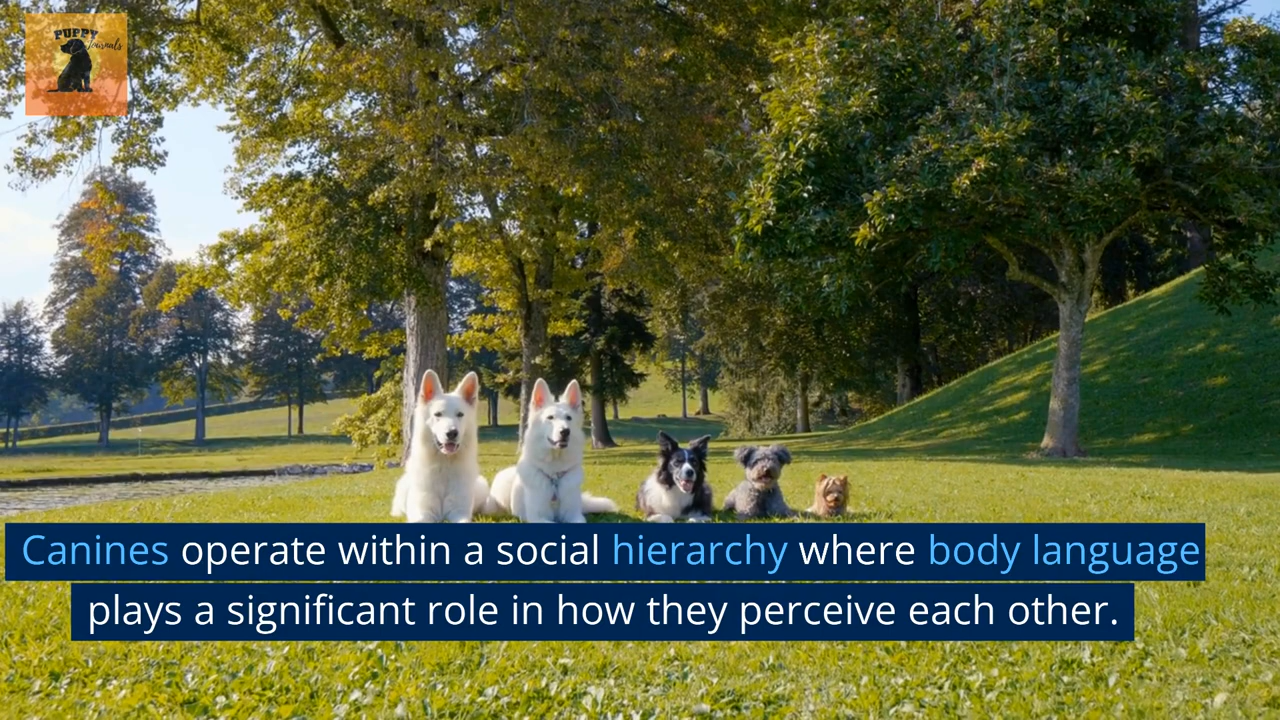 PUPPY
Journals
Canines operate within a social hierarchy where body language
plays a significant role in how they perceive each other.